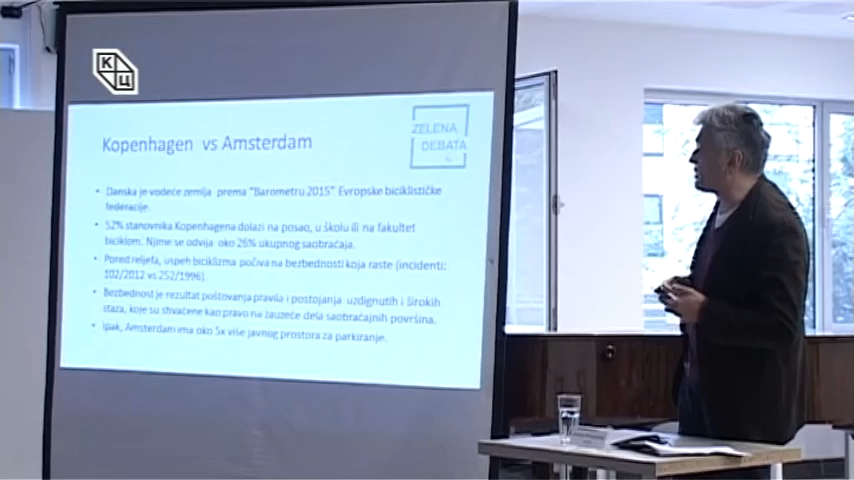 К
Ц
Kopenhagen vs Amsterdam
ZELENA
DEBATA
• Danska je vodeće zemlja prema "Barometru 2015" Evropske biciklističke
federacije.
• 52% stanovnika Kopenhagena dolazi na posao, u školu ili na fakultet
biciklom. Njime se odvija oko 26% ukupnog saobraćaja.
• Pored reljefa, uspeh biciklizma počiva na bezbednosti koja raste (incidenti:
102/2012 vs 252/1996).
• Bezbednost je rezultat poštovanja pravila i postojanja uzdignutih i širokih
staza, koje su shvaćene kao pravo na zauzeće dela saobraćajnih površina.
• Ipak, Amsterdam ima oko 5x više javnog prostora za parkiranje.